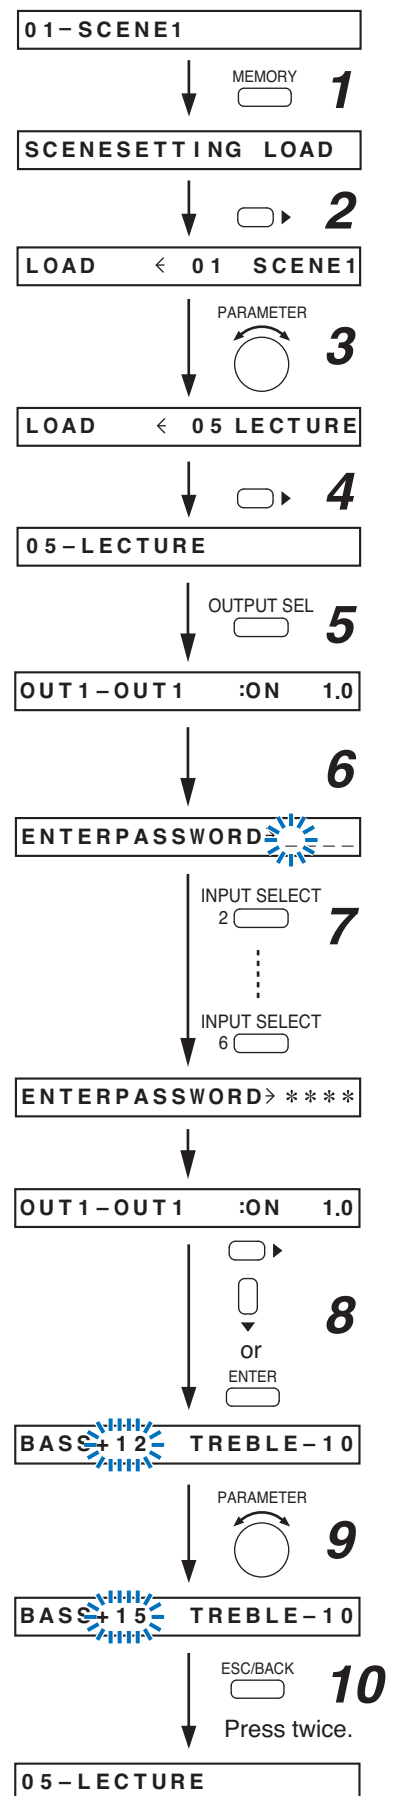 01-SCENE1
MEMORY
1
SCENESETTING LOAD
2
LOAD < 01 SCENE1
PARAMETER
3
LOAD < 05 LECTURE
4
05-LECTURE
OUTPUT SEL
5
OUT1-OUT1 :ON 1.0
6
ENTERPASSWORD> _ _ _ _
INPUT SELECT
2
7
INPUT SELECT
6
ENTERPASSWORD> ****
OUT1-OUT1 :ON 1.0
8
or
ENTER
BASS+12 TREBLE-10
PARAMETER
9
BASS+15 TREBLE-10
ESC/BACK
10
Press twice.
05-LECTURE